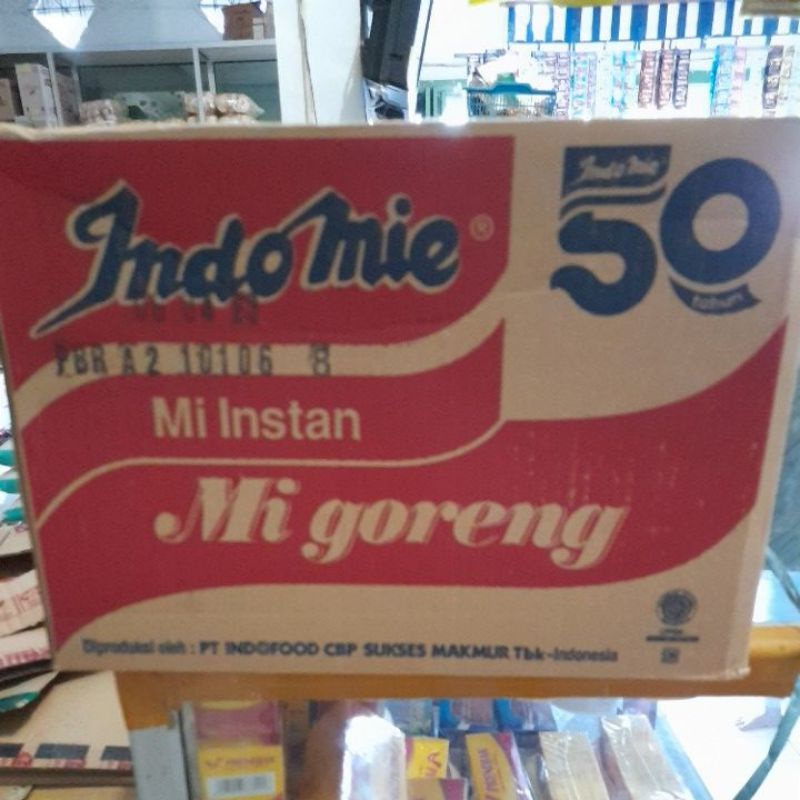 IndoMie®
IndoMie
50
tahun
PBR A2 10106 8
Mi Instan
Mi goreng
Diproduksi oleh : PT INDOFOOD CBP SUKSES MAKMUR Tbk-Indonesia